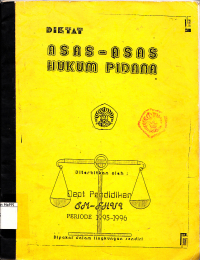 DIKTAT
ASAS - ASAS
HUKUM PIDANA
Diterbitkan oleh :
Dept Pendidikan
PERIODE 1995-1996
Dipakai dalam lingkungan sendiri